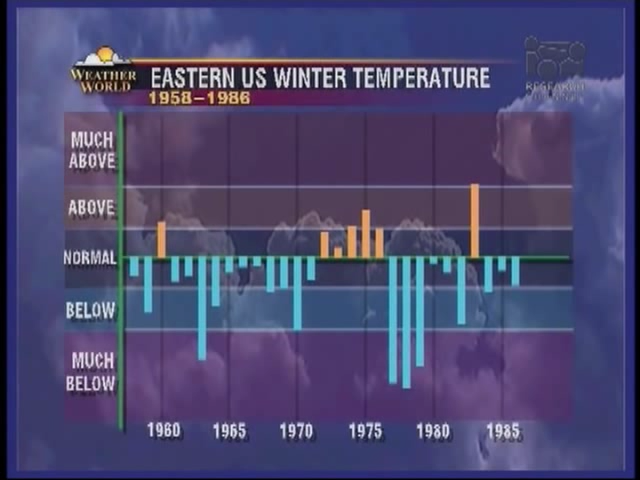 WEATHER
WORLD
EASTERN US WINTER TEMPERATURE
1958–1986
RESEARCH
MUCH
ABOVE
ABOVE
NORMAL
BELOW
MUCH
BELOW
1960 1965 1970 1975 1980 1985